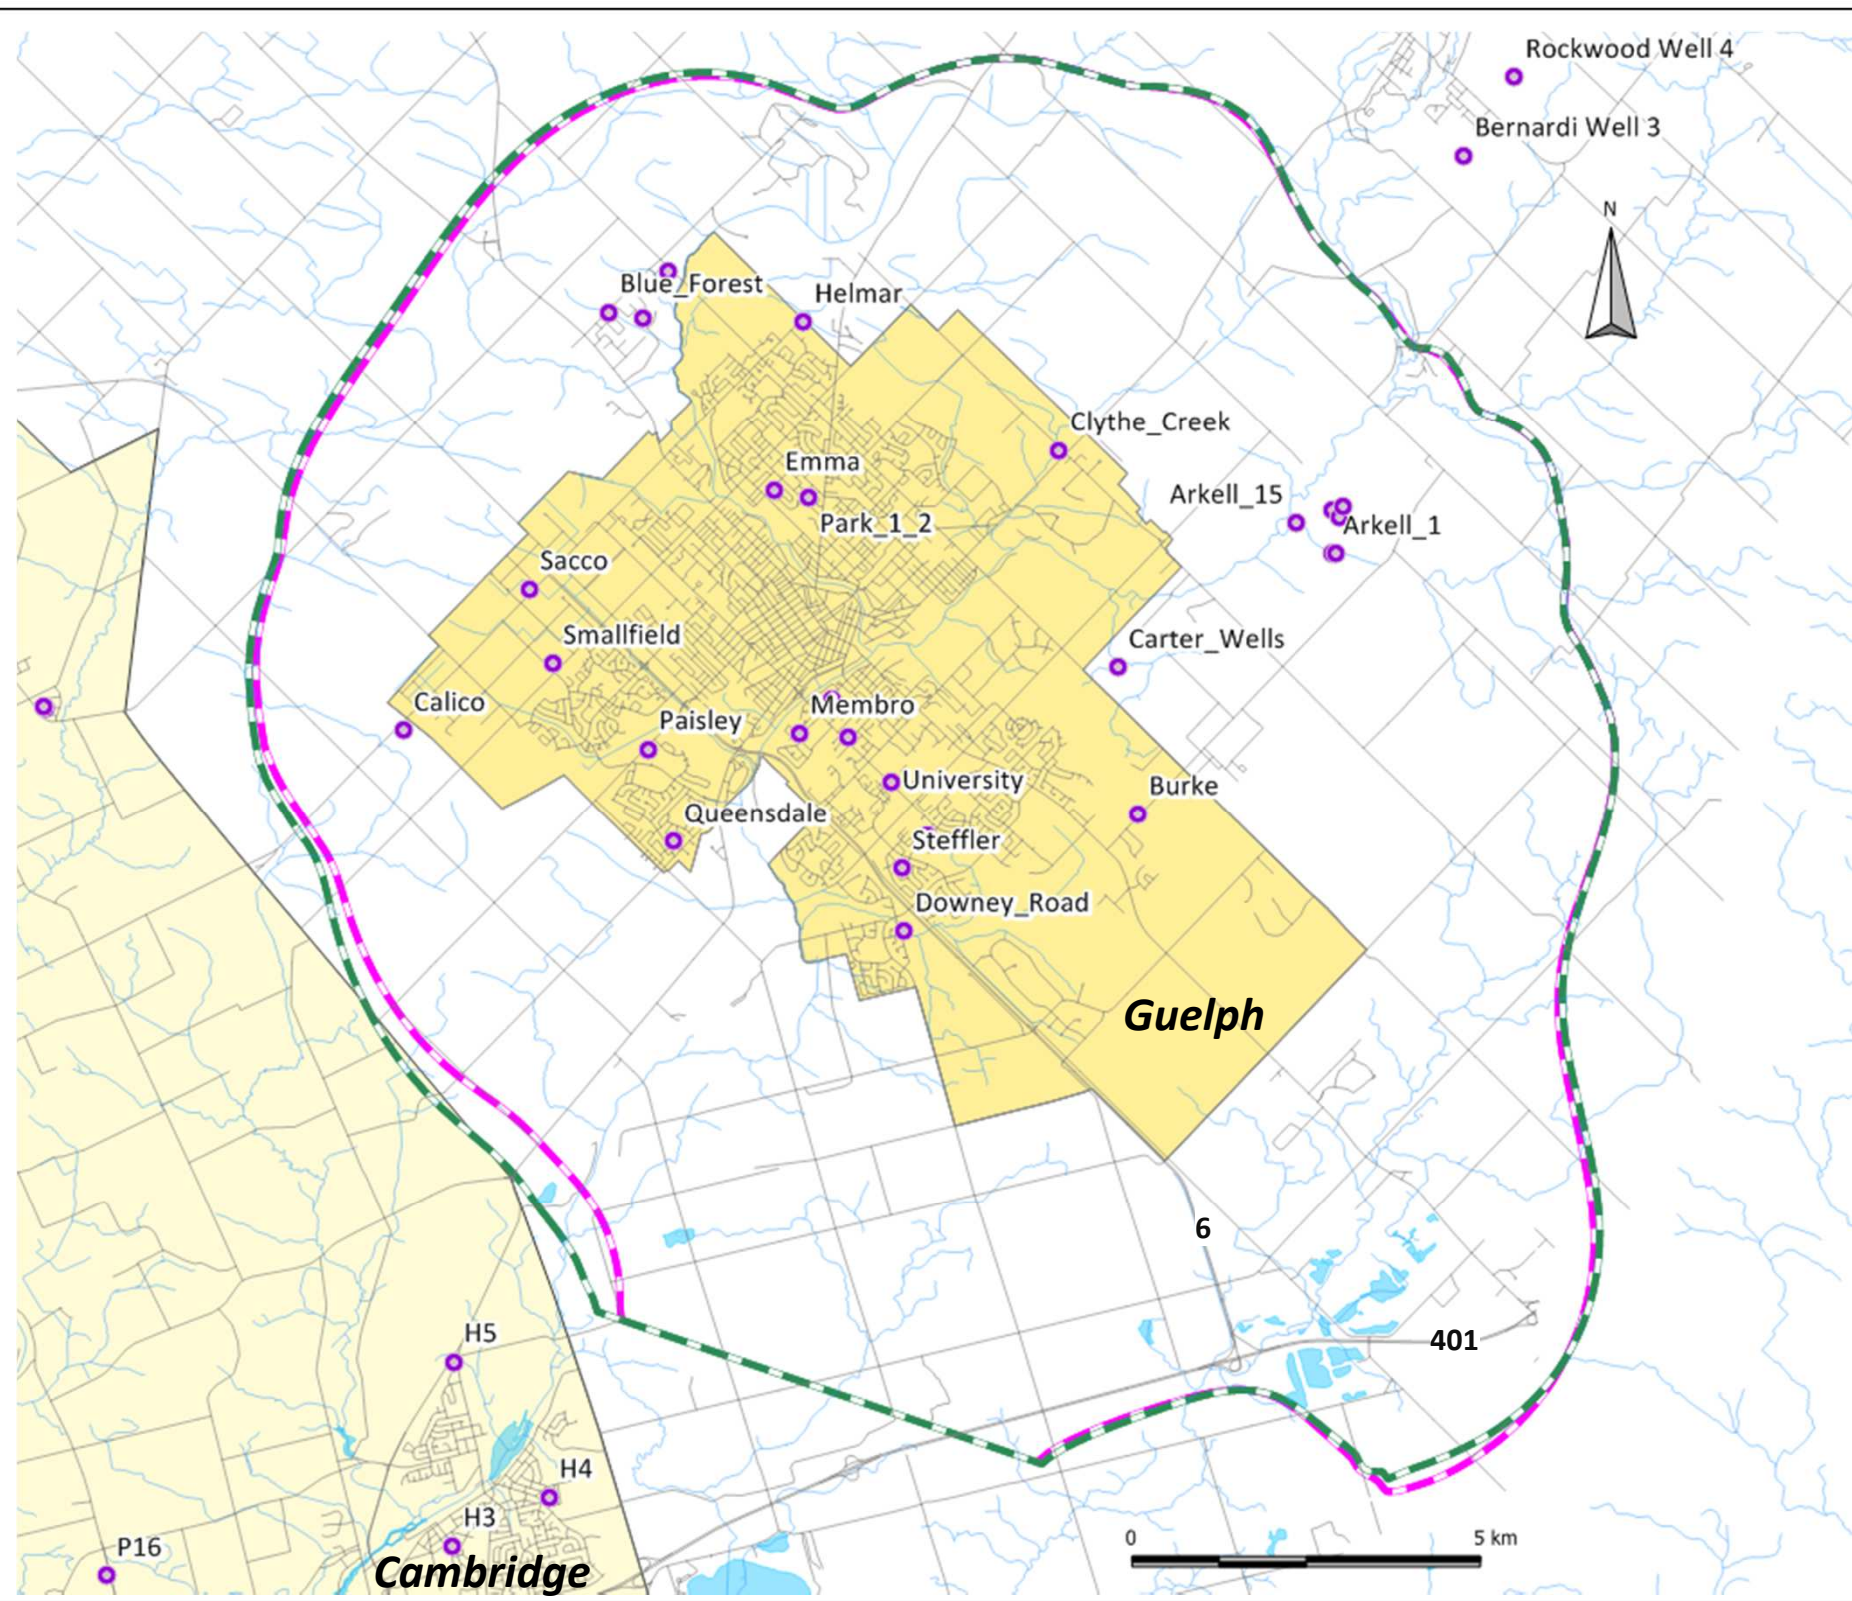 Rockwood Well 4
Bernardi Well 3
N
Blue_Forest
Helmar
Clythe_Creek
Emma
Arkell_15
Park_1_2
Arkell_1
Sacco
Smallfield
Carter_Wells
Calico
Membro
Paisley
University
Burke
Queensdale
Steffler
Downey_Road
Guelph
6
H5
401
H4
H3
0 5 km
P16
Cambridge